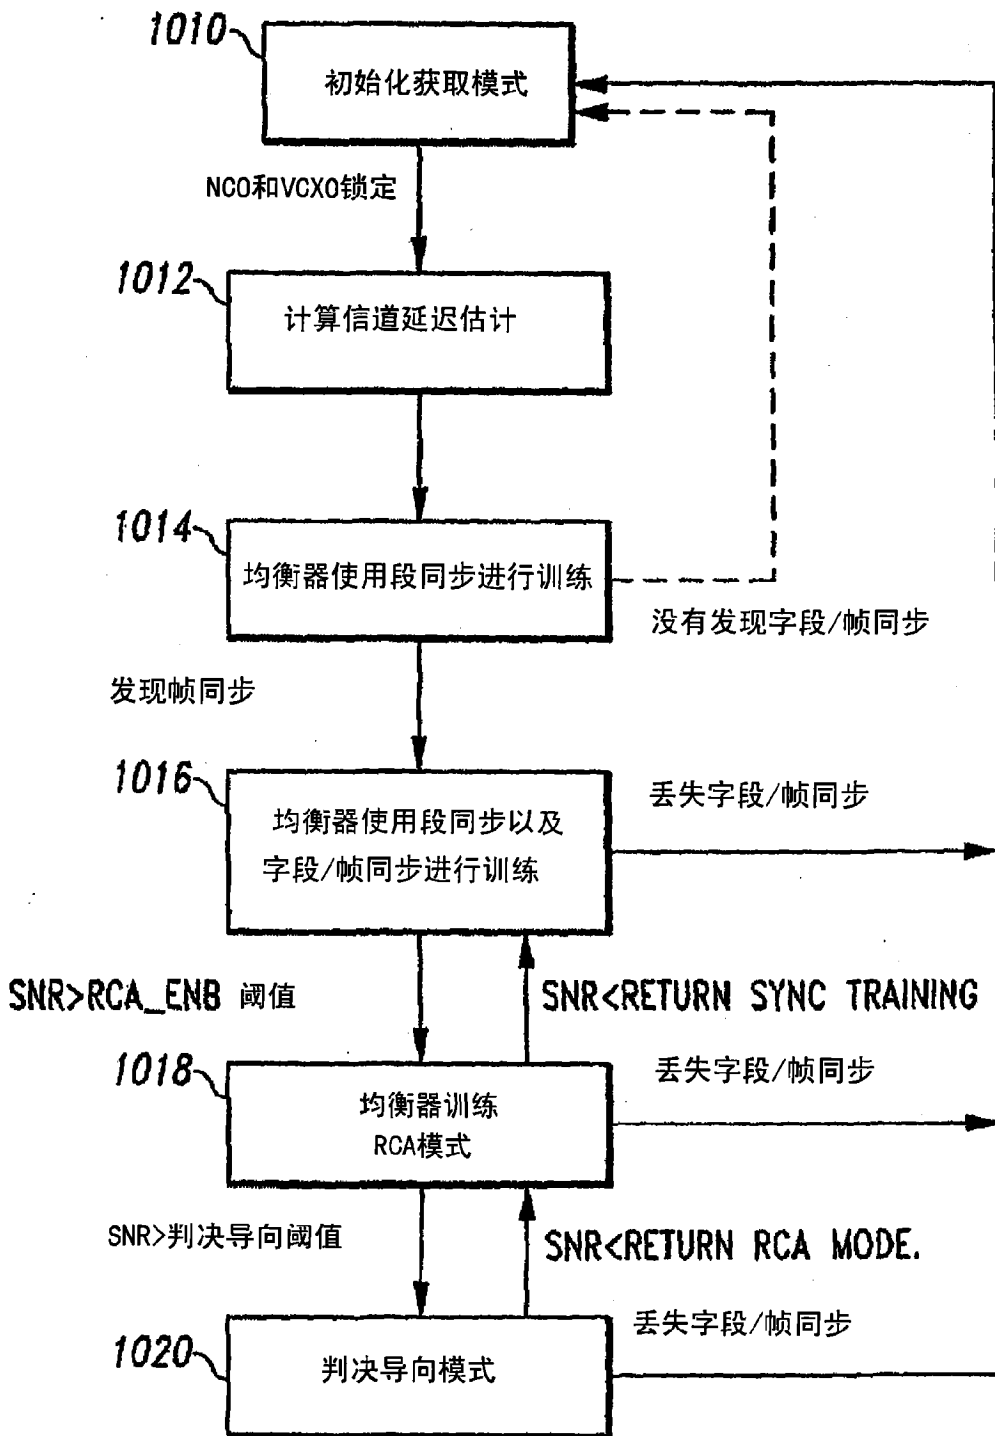 1010
初始化获取模式
NCO和VCXO锁定
1012
计算信道延迟估计
1014
均衡器使用段同步进行训练
没有发现字段/帧同步
发现帧同步
1016
均衡器使用段同步以及
字段/帧同步进行训练
丢失字段/帧同步
SNR>RCA_ENB 阈值
SNR<RETURN SYNC TRAINING
1018
均衡器训练
RCA模式
丢失字段/帧同步
SNR>判决导向阈值
SNR<RETURN RCA MODE.
1020
判决导向模式
丢失字段/帧同步